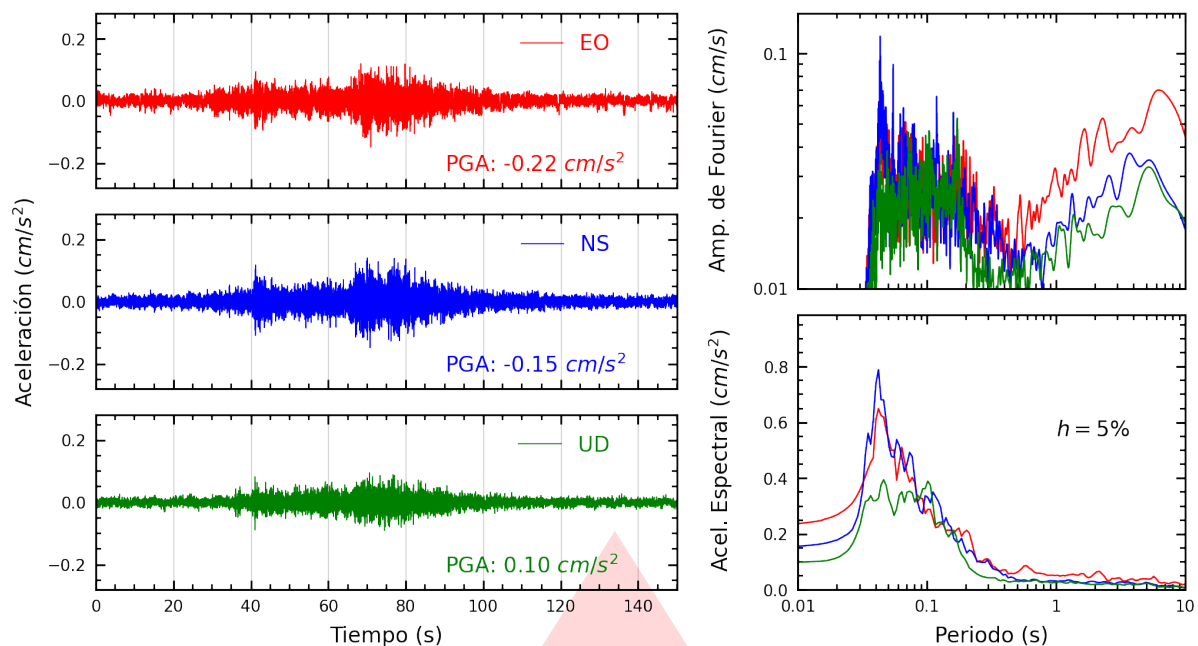 Aceleración (cm/s²)
0.2
0.0
−0.2
EO
PGA: -0.22 cm/s²
0.2
0.0
−0.2
NS
PGA: -0.15 cm/s²
0.2
0.0
−0.2
UD
PGA: 0.10 cm/s²
0 20 40 60 80 100 120 140
Tiempo (s)
Amp. de Fourier (cm/s)
0.1
0.01
Acel. Espectral (cm/s²)
0.8
0.6
0.4
0.2
0.0
h = 5%
0.01 0.1 1 10
Periodo (s)